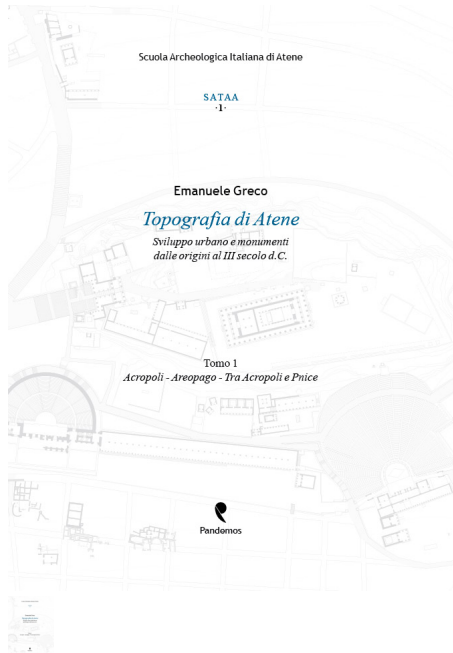 Scuola Archeologica Italiana di Atene
SATAA
·1·
Emanuele Greco
Topografia di Atene
Sviluppo urbano e monumenti
dalle origini al III secolo d.C.
Tomo 1
Acropoli - Areopago - Tra Acropoli e Pnice
Pandemos